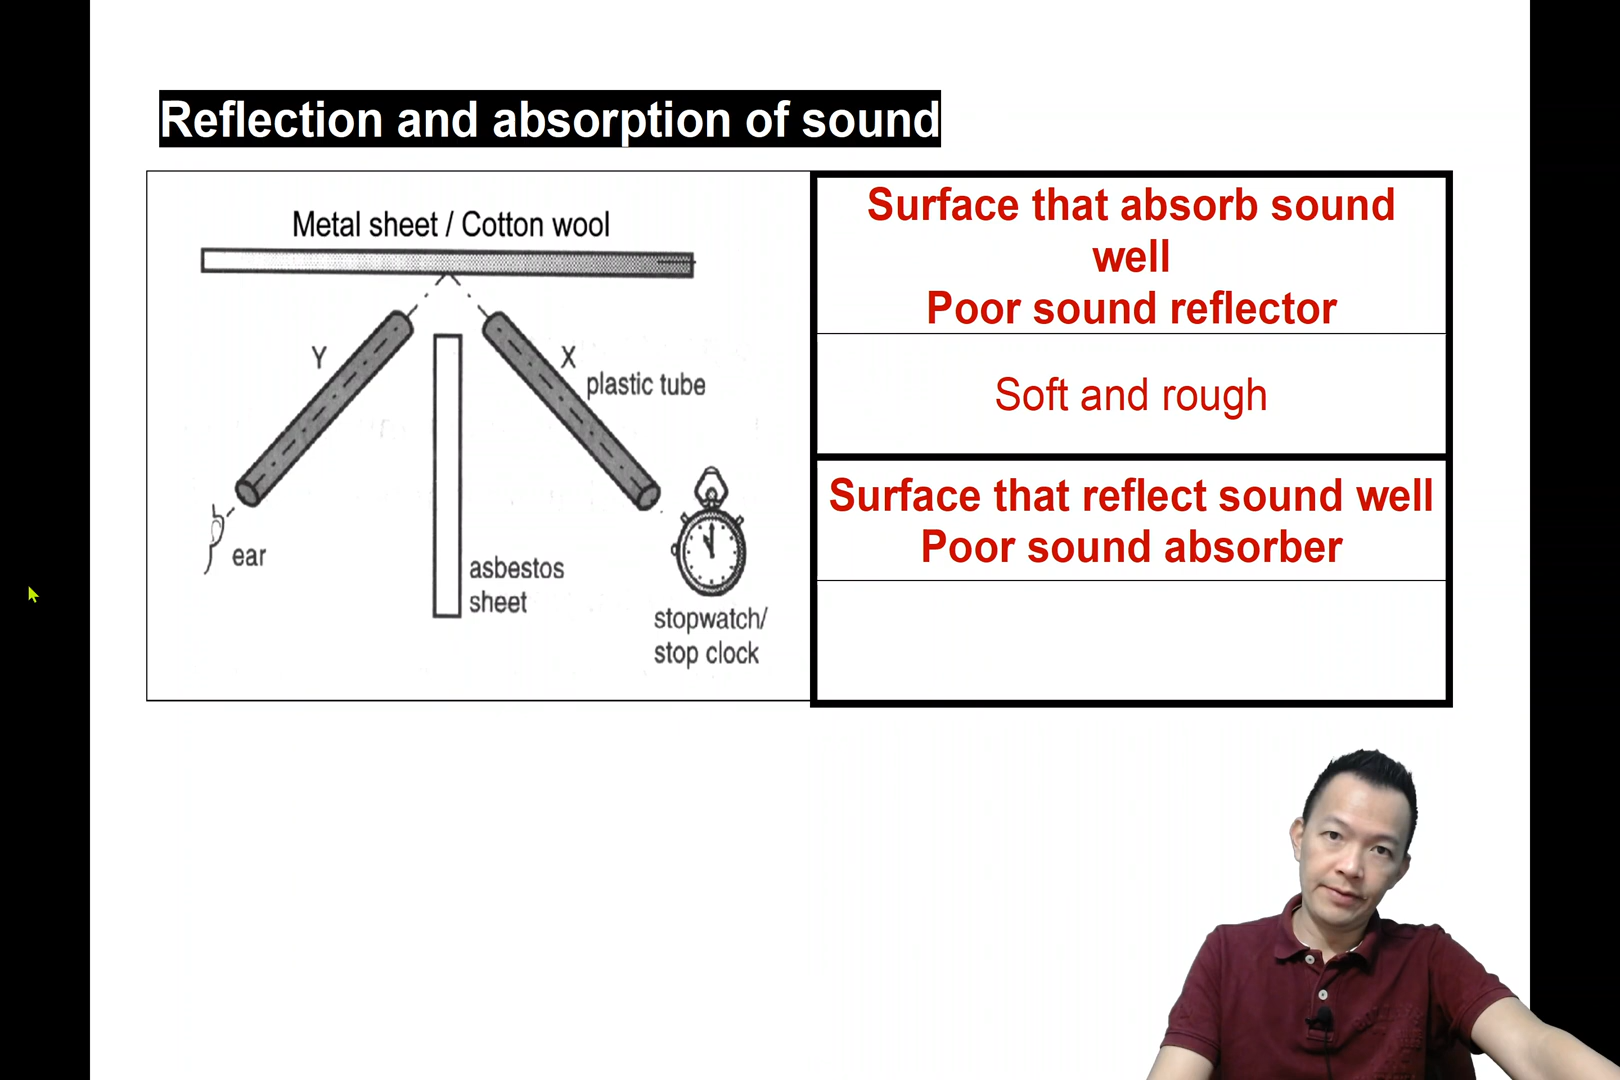 Reflection and absorption of sound
Metal sheet / Cotton wool
Y
X
plastic tube
ear
asbestos
sheet
stopwatch/
stop clock
Surface that absorb sound
well
Poor sound reflector
Soft and rough
Surface that reflect sound well
Poor sound absorber